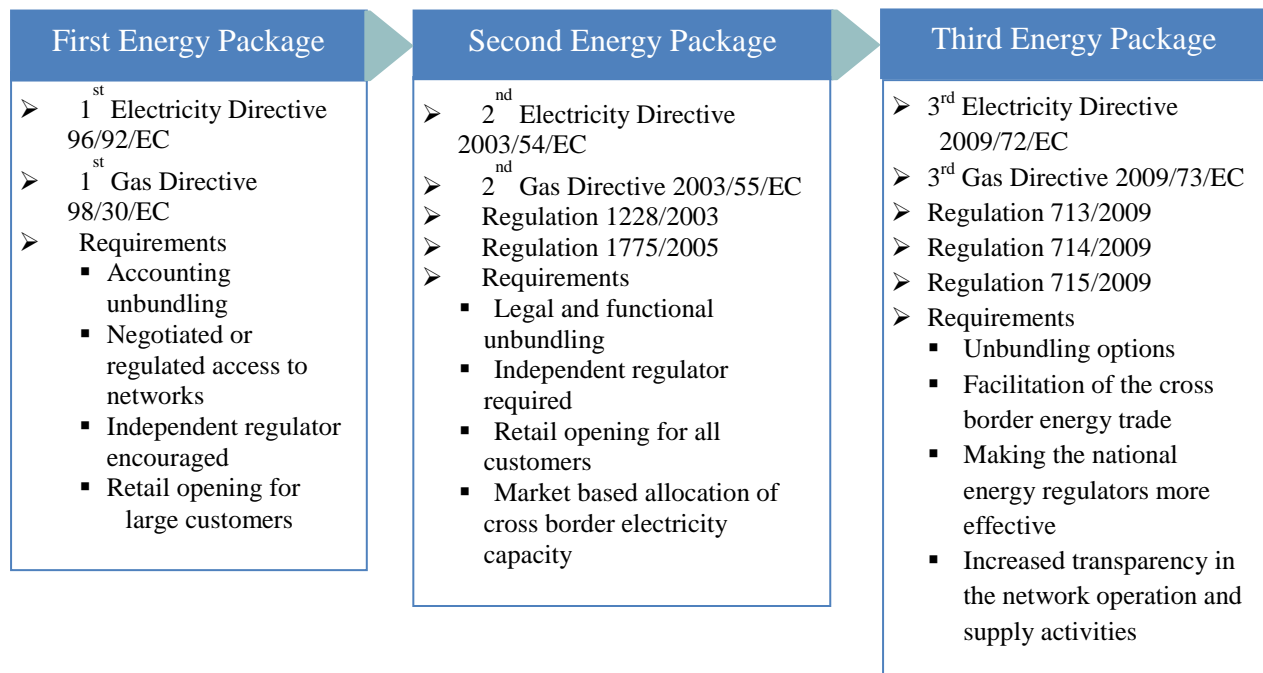 First Energy Package
➢ 1st Electricity Directive
96/92/EC
➢ 1st Gas Directive
98/30/EC
➢ Requirements
▪ Accounting
unbundling
▪ Negotiated or
regulated access to
networks
▪ Independent regulator
encouraged
▪ Retail opening for
large customers
Second Energy Package
➢ 2nd Electricity Directive
2003/54/EC
➢ 2nd Gas Directive 2003/55/EC
➢ Regulation 1228/2003
➢ Regulation 1775/2005
➢ Requirements
▪ Legal and functional
unbundling
▪ Independent regulator
required
▪ Retail opening for all
customers
▪ Market based allocation of
cross border electricity
capacity
Third Energy Package
➢ 3rd Electricity Directive
2009/72/EC
➢ 3rd Gas Directive 2009/73/EC
➢ Regulation 713/2009
➢ Regulation 714/2009
➢ Regulation 715/2009
➢ Requirements
▪ Unbundling options
▪ Facilitation of the cross
border energy trade
▪ Making the national
energy regulators more
effective
▪ Increased transparency in
the network operation and
supply activities